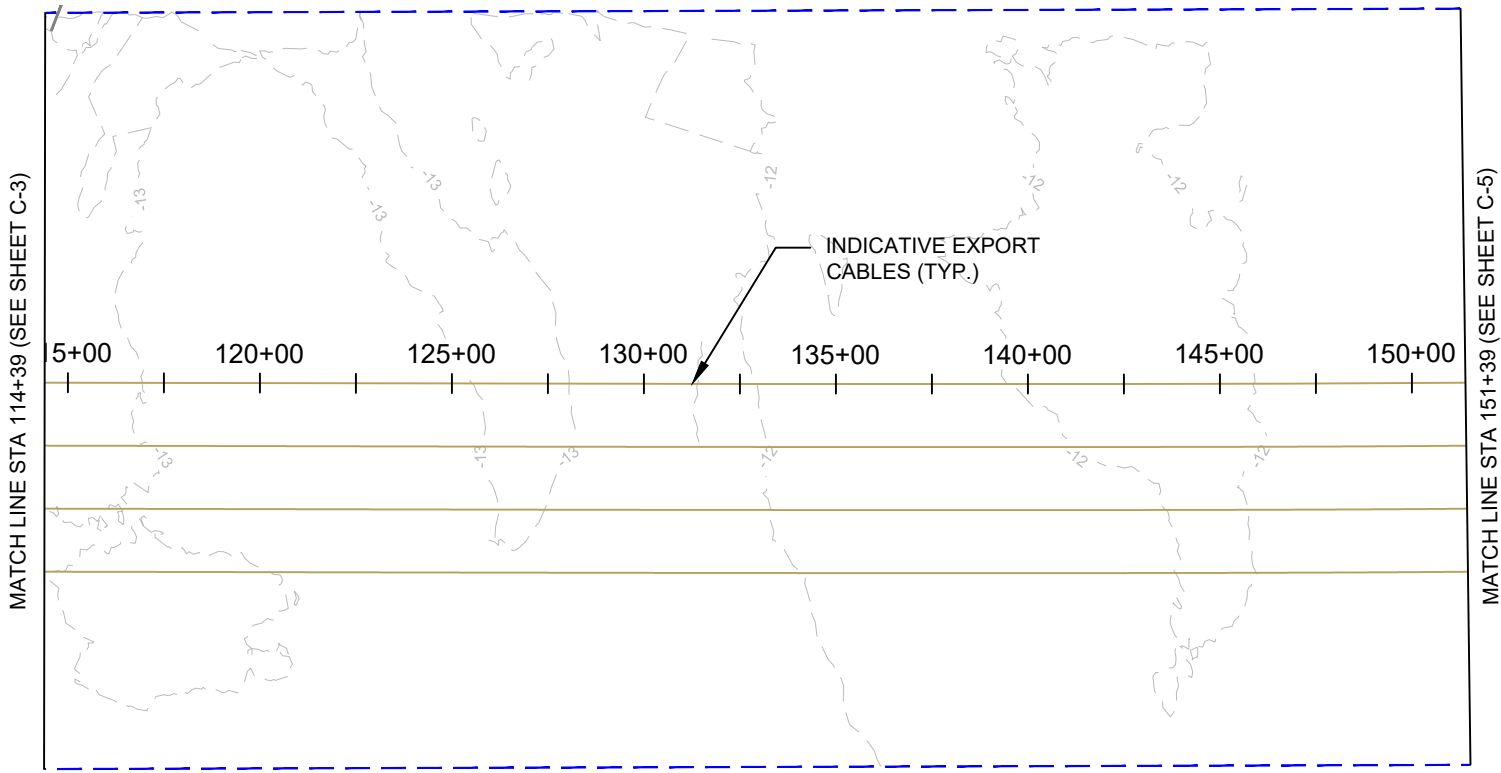 MATCH LINE STA 114+39 (SEE SHEET C-3)
-13
-13
-13
-12
-12
-12
INDICATIVE EXPORT
CABLES (TYP.)
5+00 120+00 125+00 130+00 135+00 140+00 145+00 150+00
-13
-13
-13
-12
-12
-12
MATCH LINE STA 151+39 (SEE SHEET C-5)